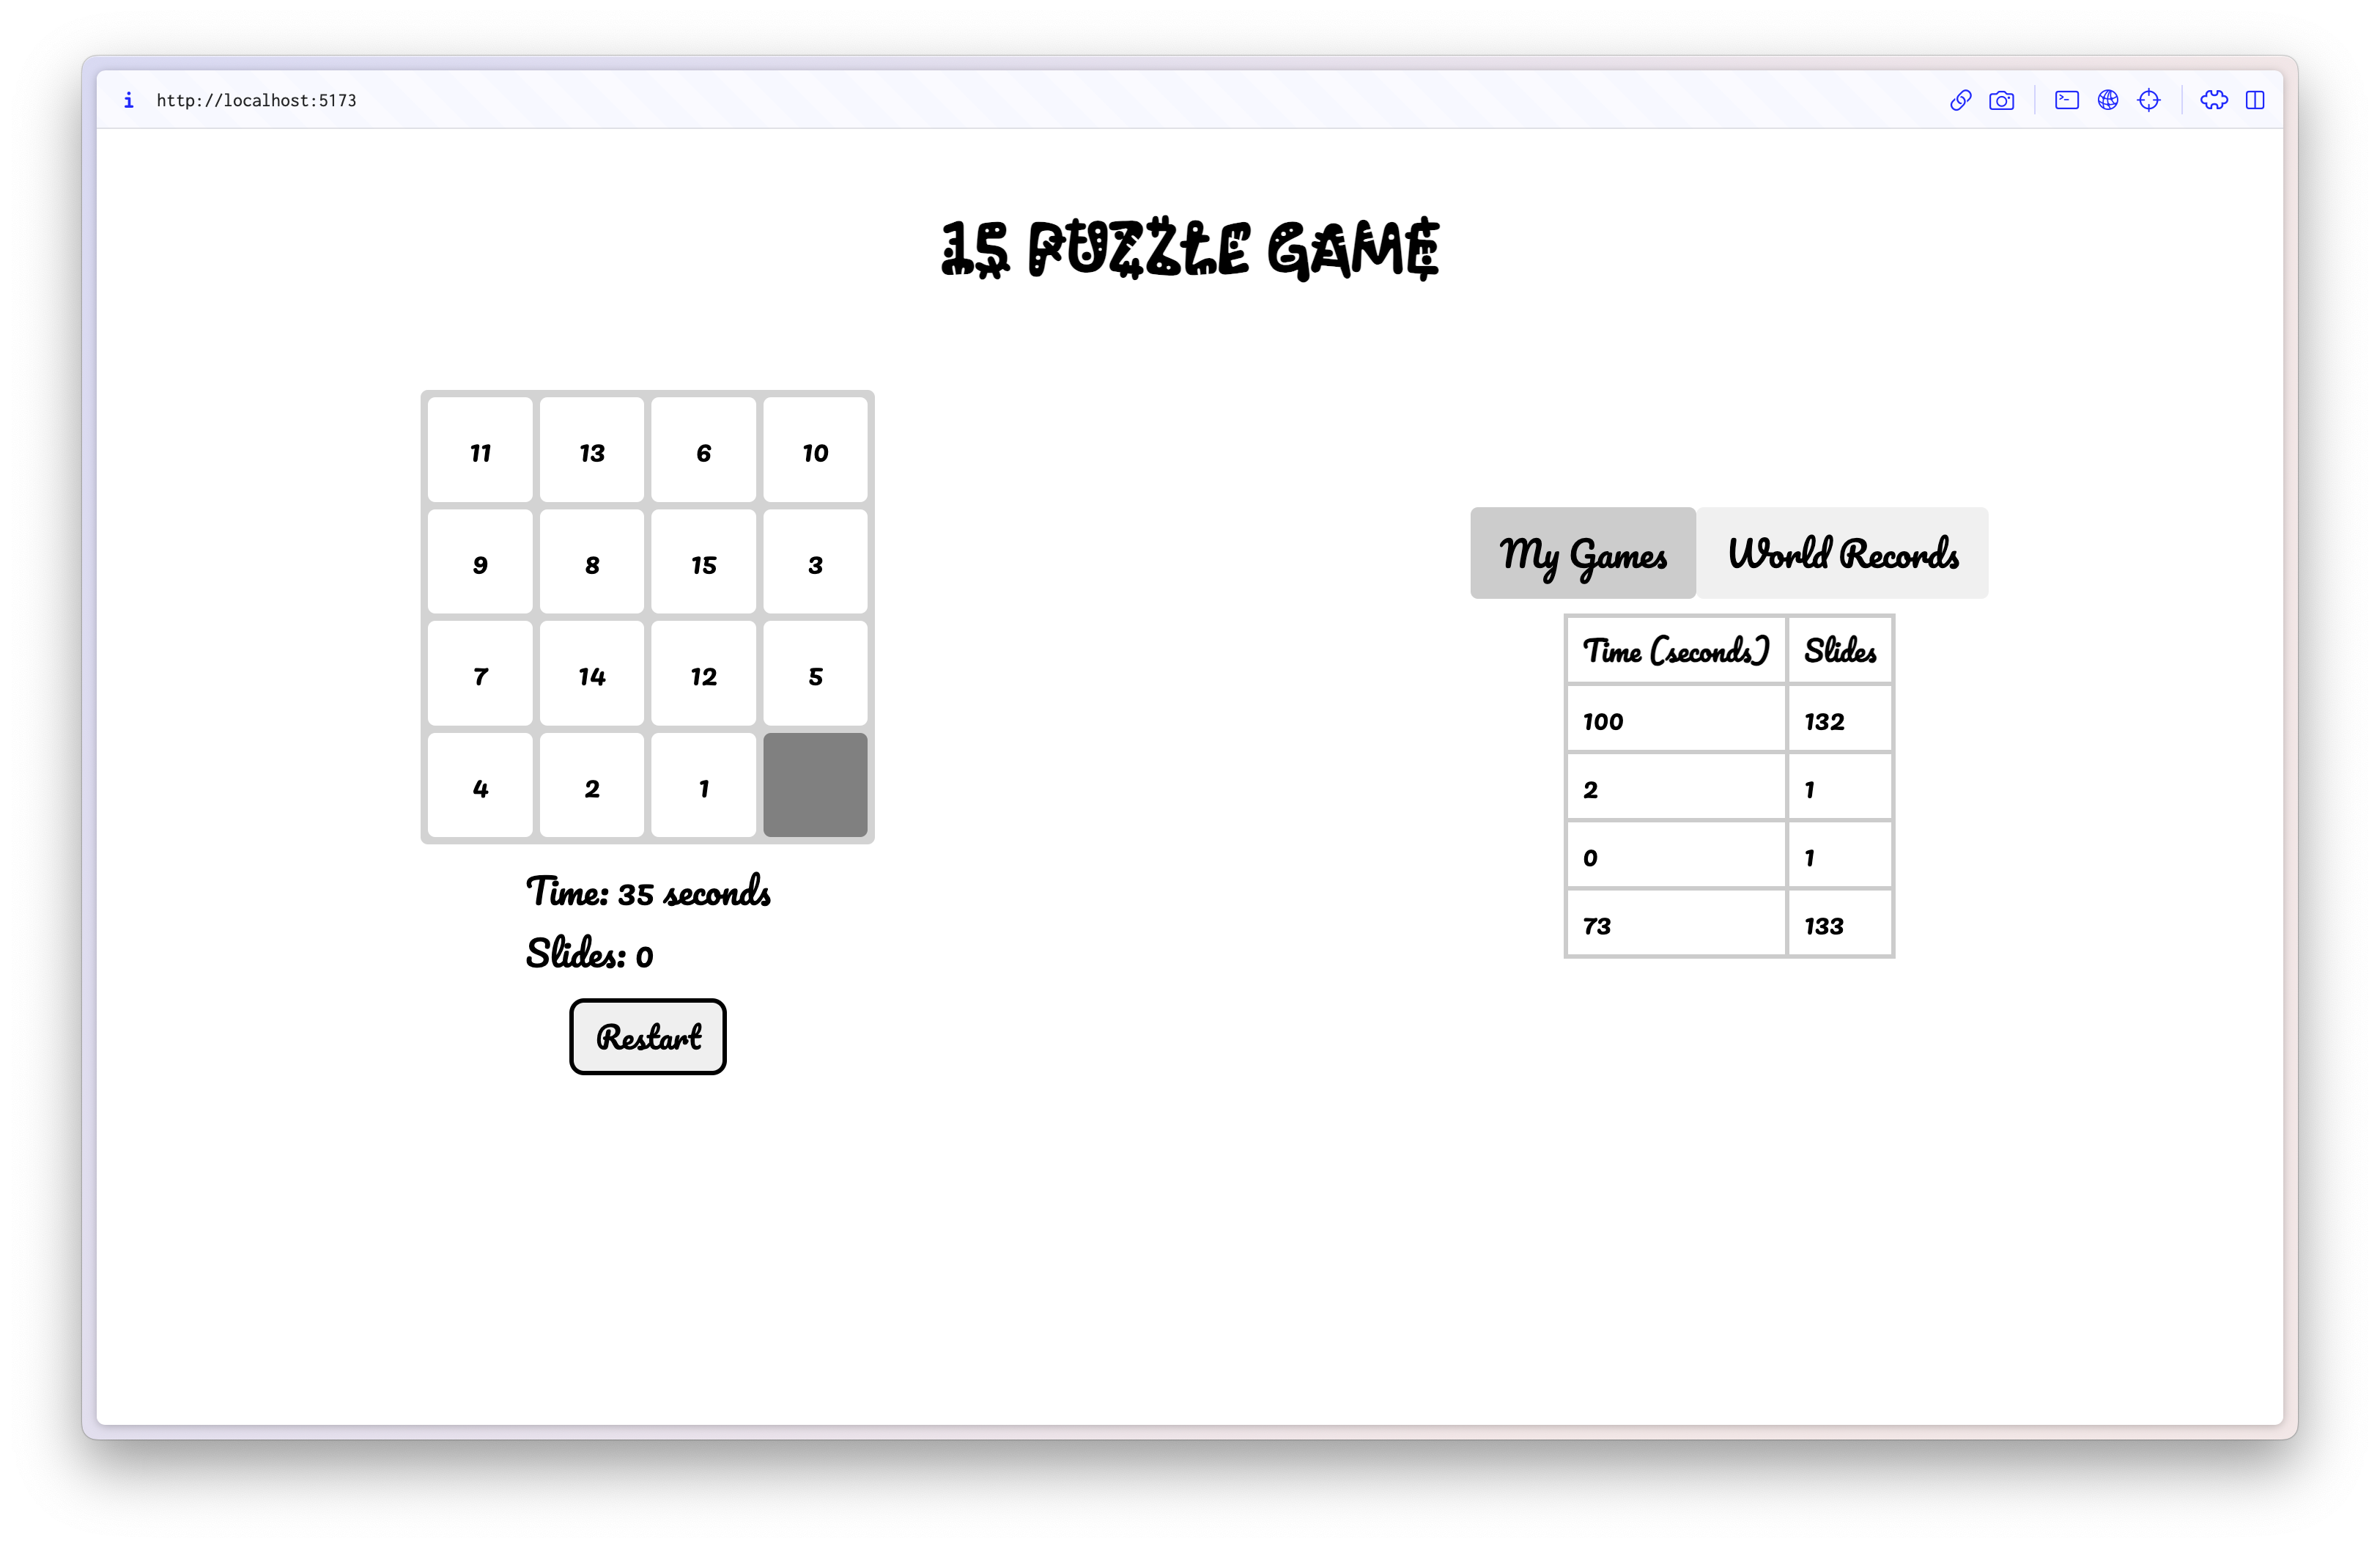 i http://localhost:5173
15 PUZZLE GAME
11 13 6 10
9 8 15 3
7 14 12 5
4 2 1
Time: 35 seconds
Slides: 0
Restart
My Games World Records
Time (seconds) Slides
100 132
2 1
0 1
73 133